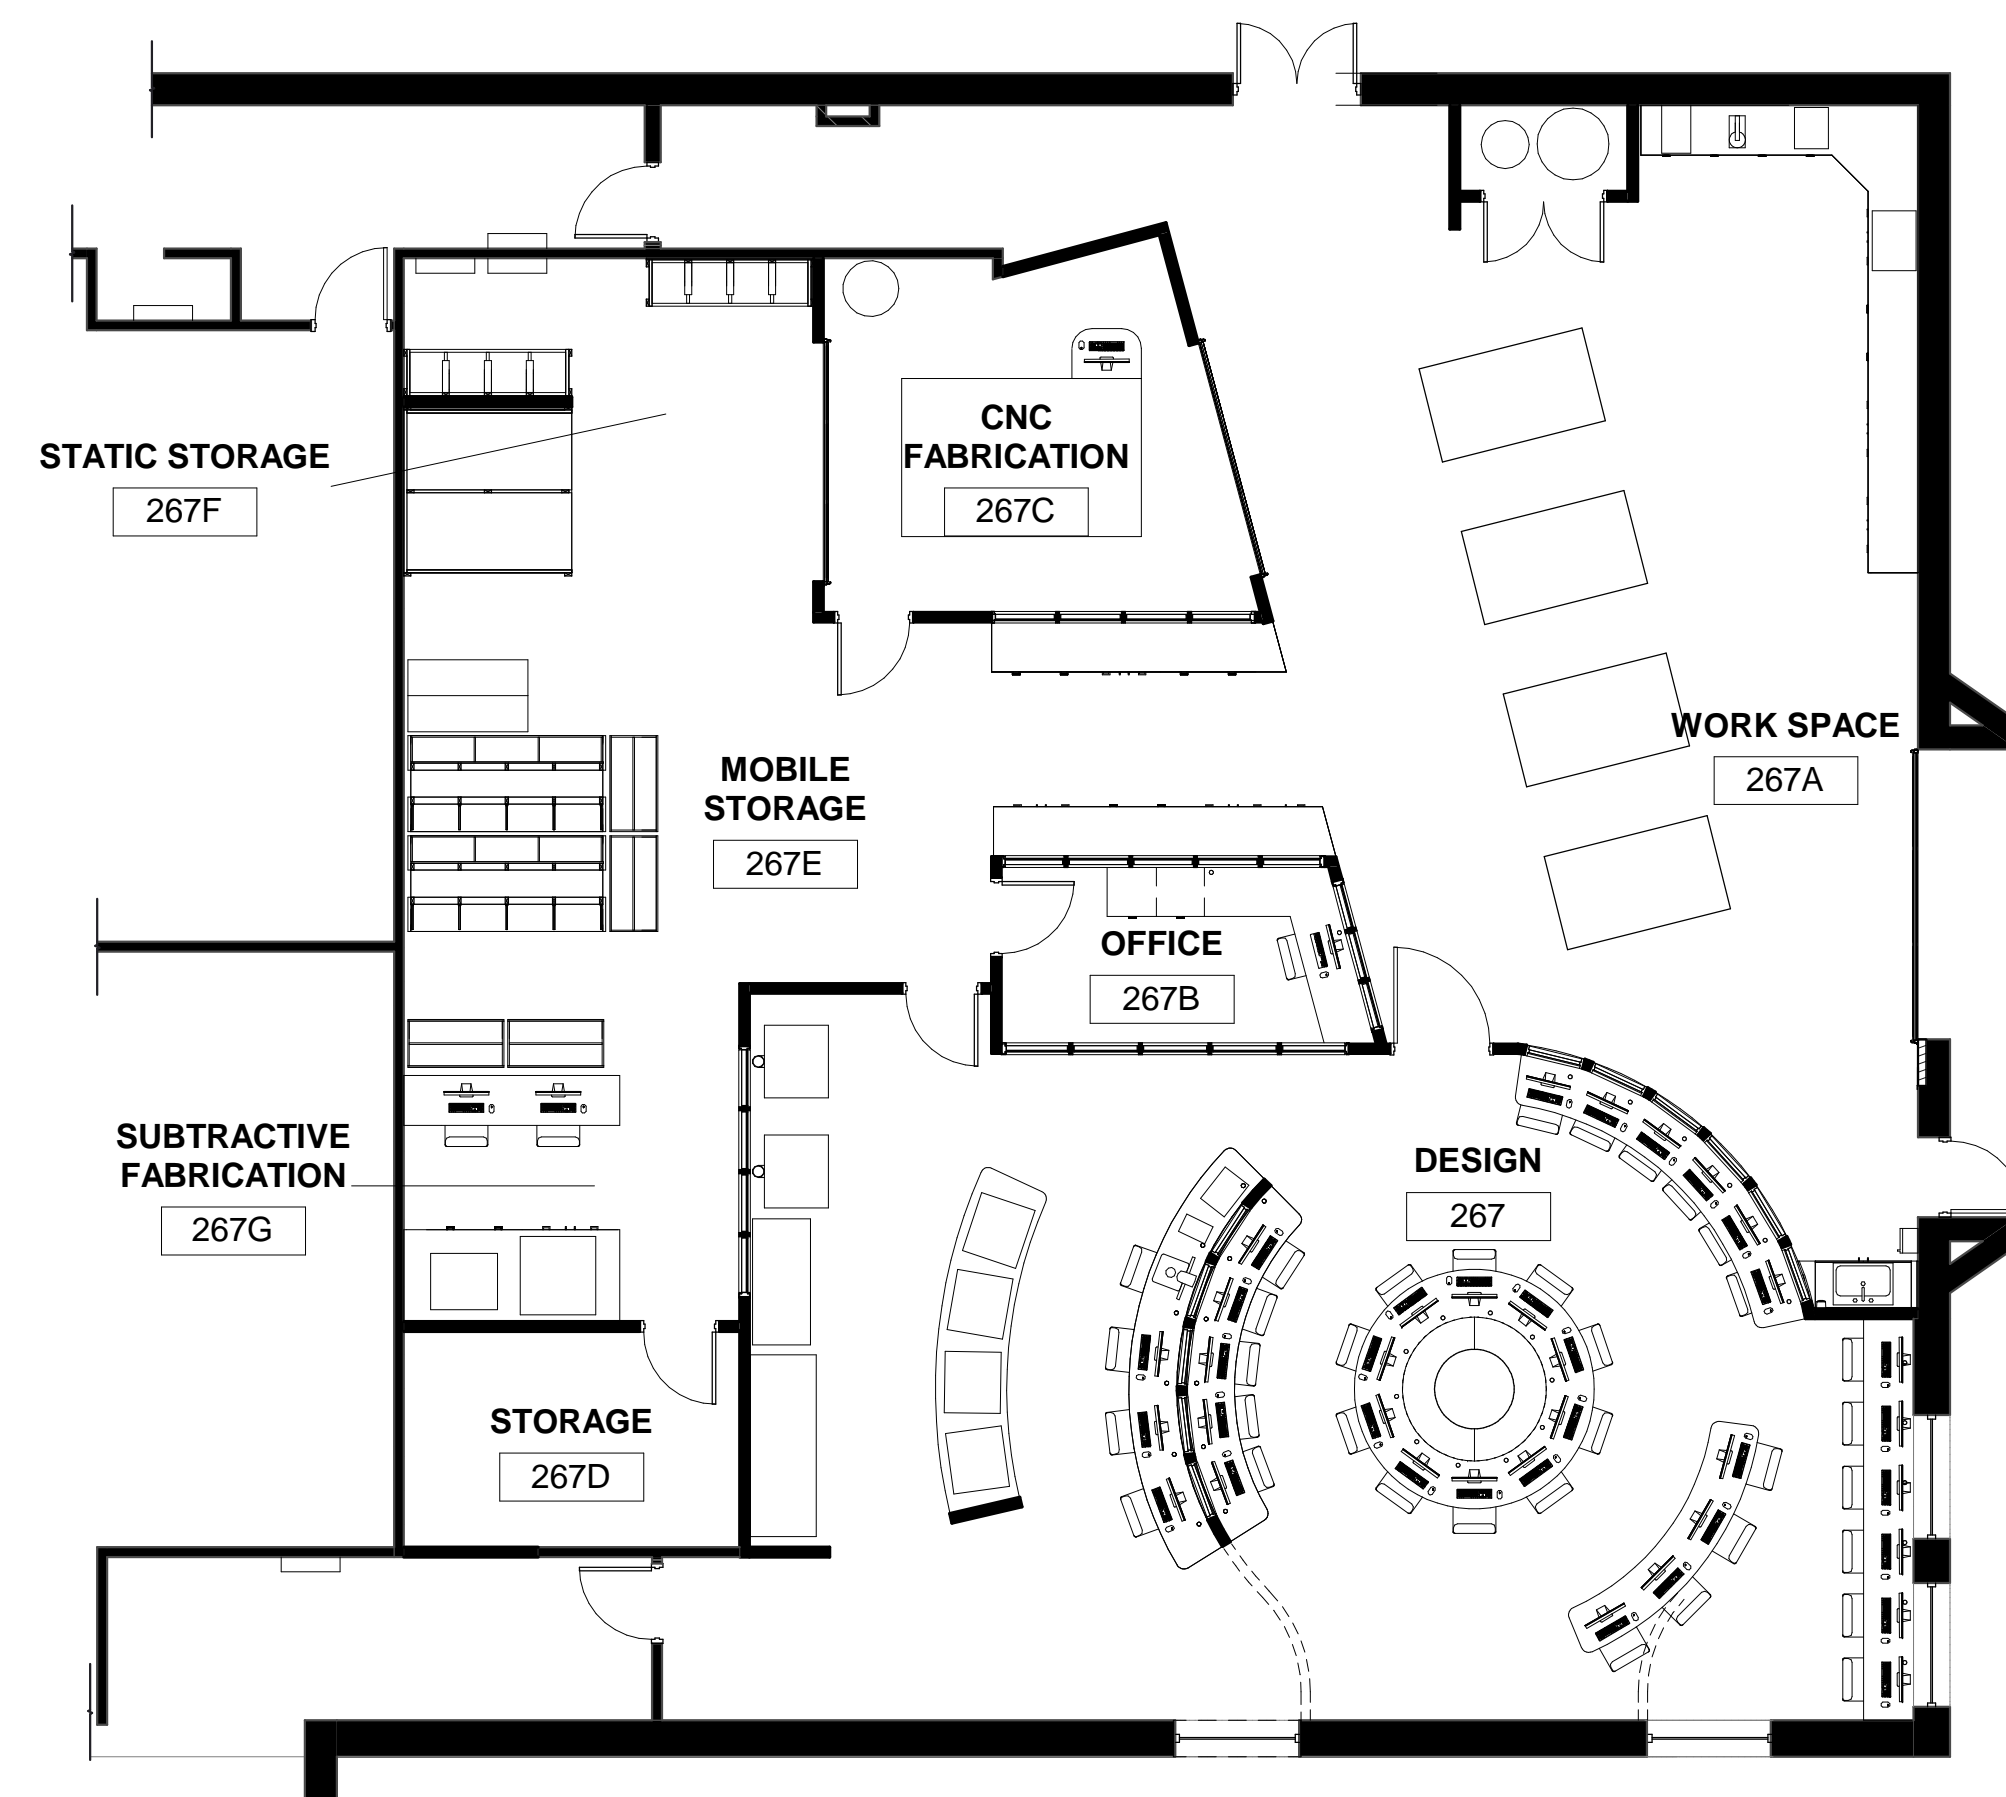 STATIC STORAGE
267F
CNC
FABRICATION
267C
WORK SPACE
267A
MOBILE
STORAGE
267E
OFFICE
267B
SUBTRACTIVE
FABRICATION
267G
DESIGN
267
STORAGE
267D